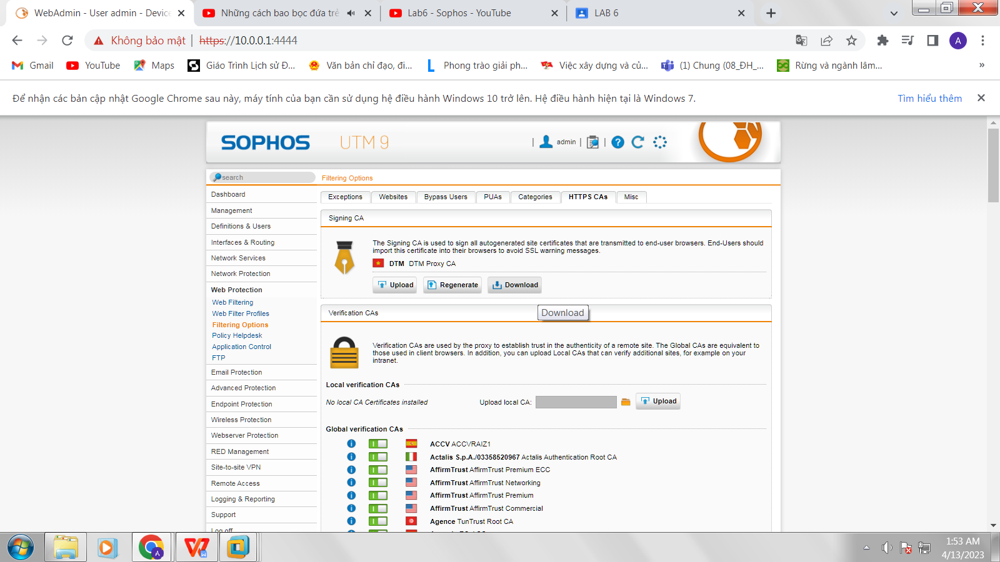 WebAdmin - User admin - Device
Những cách bao bọc đứa trẻ
Lab6 - Sophos - YouTube
LAB 6
Không bảo mật | https://10.0.0.1:4444
A
Gmail
YouTube
Maps
Giáo Trình Lịch sử Đ...
Văn bản chỉ đạo, đi...
Phong trào giải ph...
Việc xây dựng và củ...
(1) Chung (08_ĐH_...
Rừng và ngành lâm...
»
Để nhận các bản cập nhật Google Chrome sau này, máy tính của bạn cần sử dụng hệ điều hành Windows 10 trở lên. Hệ điều hành hiện tại là Windows 7.
Tìm hiểu thêm
SOPHOS UTM 9
| admin | |
search
Filtering Options
Dashboard
Management
Definitions & Users
Interfaces & Routing
Network Services
Network Protection
Web Protection
Web Filtering
Web Filter Profiles
Filtering Options
Policy Helpdesk
Application Control
FTP
Email Protection
Advanced Protection
Endpoint Protection
Wireless Protection
Webserver Protection
RED Management
Site-to-site VPN
Remote Access
Logging & Reporting
Support
Log off
Exceptions
Websites
Bypass Users
PUAs
Categories
HTTPS CAs
Misc
Signing CA
The Signing CA is used to sign all autogenerated site certificates that are transmitted to end-user browsers. End-Users should
import this certificate into their browsers to avoid SSL warning messages.
DTM DTM Proxy CA
Upload
Regenerate
Download
Verification CAs
Download
Verification CAs are used by the proxy to establish trust in the authenticity of a remote site. The Global CAs are equivalent to
those used in client browsers. In addition, you can upload Local CAs that can verify additional sites, for example on your
intranet.
Local verification CAs
No local CA Certificates installed
Upload local CA:
Upload
Global verification CAs
ACCV ACCVRAIZ1
Actalis S.p.A./03358520967 Actalis Authentication Root CA
AffirmTrust AffirmTrust Premium ECC
AffirmTrust AffirmTrust Networking
AffirmTrust AffirmTrust Premium
AffirmTrust AffirmTrust Commercial
Agence TunTrust Root CA
1:53 AM
4/13/2023